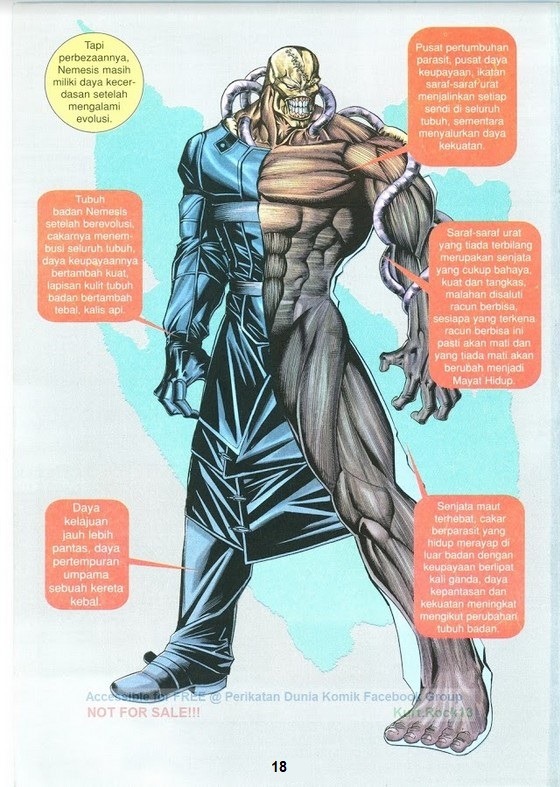 Tapi
perbezaannya,
Nemesis masih
miliki daya kecer-
dasan setelah
mengalami
evolusi.
Pusat pertumbuhan
parasit, pusat daya
keupayaan, ikatan
saraf-saraf urat
menjalinkan setiap
sendi di seluruh
tubuh, sementara
menyalurkan daya
kekuatan.
Tubuh
badan Nemesis
setelah berevolusi,
cakarnya menem-
busi seluruh tubuh,
daya keupayaannya
bertambah kuat,
lapisan kulit tubuh
badan bertambah
tebal, kalis api.
Saraf-saraf urat
yang tiada terbilang
merupakan senjata
yang cukup bahaya,
kuat dan tangkas,
malahan disaluti
racun berbisa,
sesiapa yang terkena
racun berbisa ini
pasti akan mati dan
yang tiada mati akan
berubah menjadi
Mayat Hidup.
Daya
kelajuan
jauh lebih
pantas, daya
pertempuran
umpama
sebuah kereta
kebal.
Senjata maut
terhebat, cakar
berparasit yang
hidup merayap di
luar badan dengan
keupayaan berlipat
kali ganda, daya
kepantasan dan
kekuatan meningkat
mengikut perubahan
tubuh badan.
Accessible for FREE @ Perikatan Dunia Komik Facebook Group
NOT FOR SALE!!! Kurt.Rock13
18